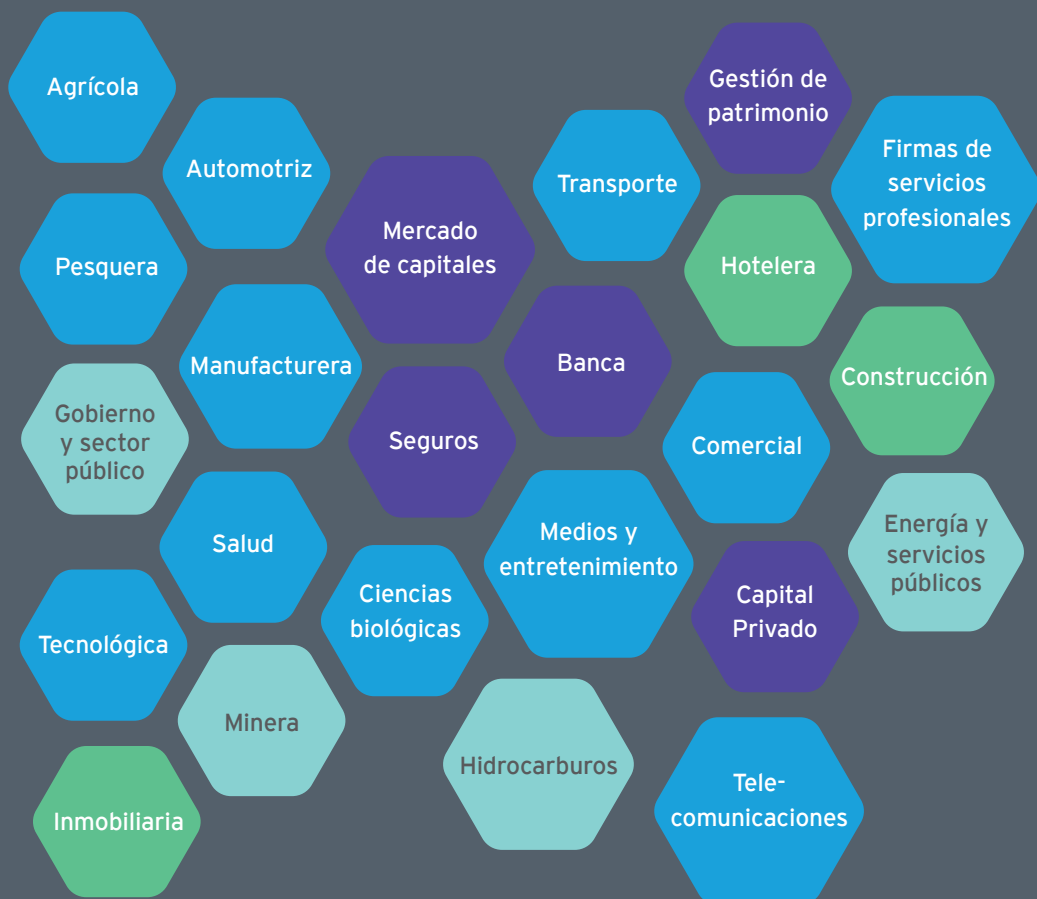 Agrícola
Automotriz
Pesquera
Mercado
de capitales
Transporte
Gestión de
patrimonio
Firmas de
servicios
profesionales
Hotelera
Manufacturera
Banca
Construcción
Gobierno
y sector
público
Seguros
Comercial
Salud
Medios y
entretenimiento
Energía y
servicios
públicos
Ciencias
biológicas
Capital
Privado
Tecnológica
Minera
Hidrocarburos
Tele-
comunicaciones
Inmobiliaria